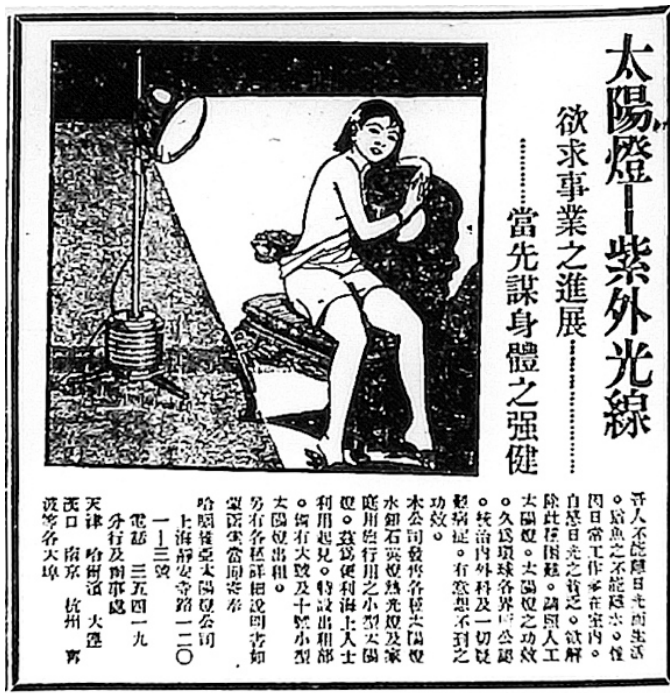 太陽燈—紫外光線
欲求事業之進展…………
………當先謀身體之强健
吾人不能離日光而生活
。猶魚之不能離水。惟
因日常工作多在室內。
自感日光之貧乏。欲解
除此種困難。請照人工
太陽燈。太陽燈之功效
。久爲環球各界所公認
。統治內外科及一切疑
難病症。有意想不到之
功效。
本公司發售各種太陽燈
水銀石英燈熱光燈及家
庭用旅行用之小型太陽
燈。茲爲便利海上人士
利用起見。特設出租部
。備有大號及十號小型
太陽燈出租。
另有各種詳細說明書如
蒙函索當即寄奉
哈雅亞太陽燈公司
上海靜安寺路一二〇
一—三號
電話 三五四一九
分行及辦事處
天津 哈爾濱 大連
漢口 南京 杭州 寧
波等各大埠